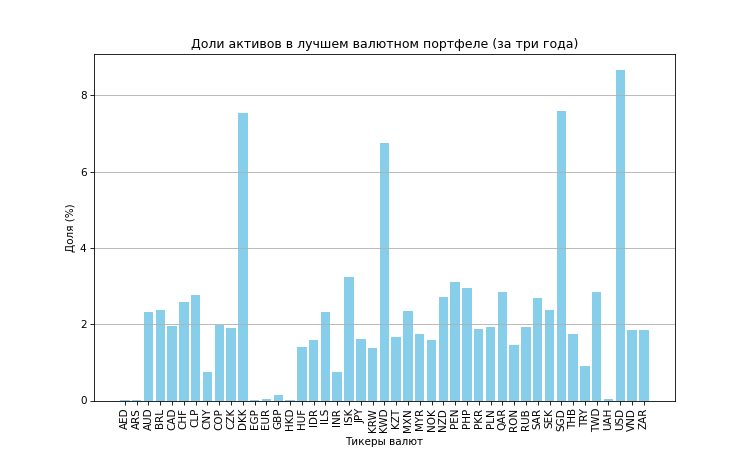 Доли активов в лучшем валютном портфеле (за три года)
Доля (%)
8
6
4
2
0
AED ARS AUD BRL CAD CHF CLP CNY COP CZK DKK EGP EUR GBP HKD HUF IDR ILS INR ISK JPY KRW KWD KZT MXN MYR NOK NZD PEN PHP PKR PLN QAR RON RUB SAR SEK SGD THB TRY TWD UAH USD VND ZAR
Тикеры валют